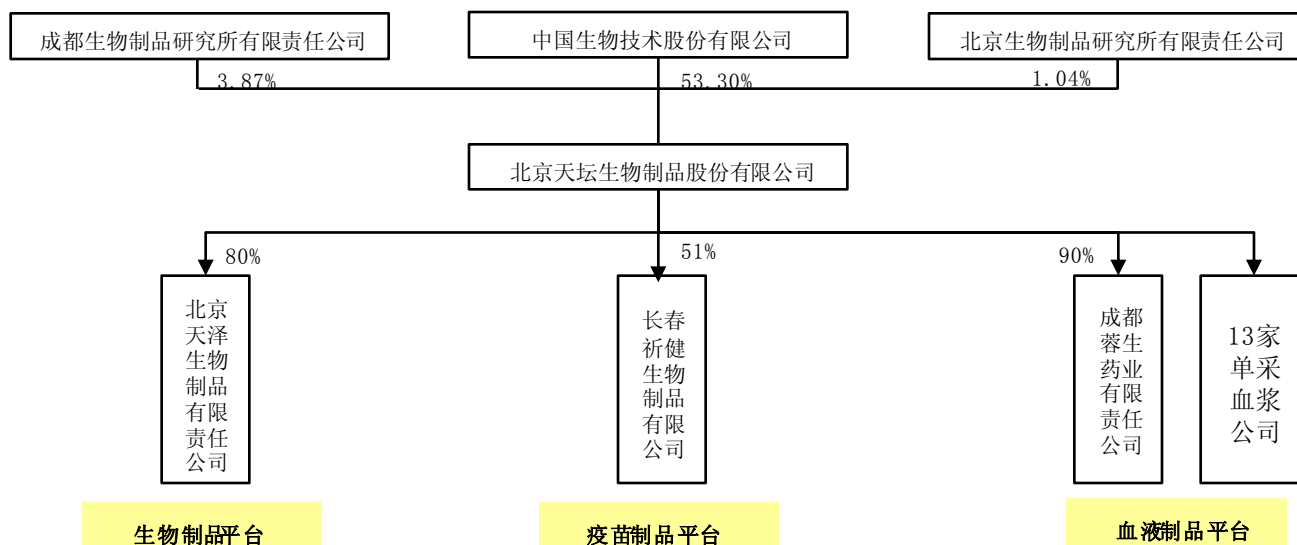 成都生物制品研究所有限责任公司
中国生物技术股份有限公司
北京生物制品研究所有限责任公司
3.87%
53.30%
1.04%
北京天坛生物制品股份有限公司
80%
51%
90%
北京
天泽
生物
制品
有限
责任
公司
长春
祈健
生物
制品
有限
公司
成都
蓉生
药业
有限
责任
公司
13家
单采
血浆
公司
生物制品平台
疫苗制品平台
血液制品平台